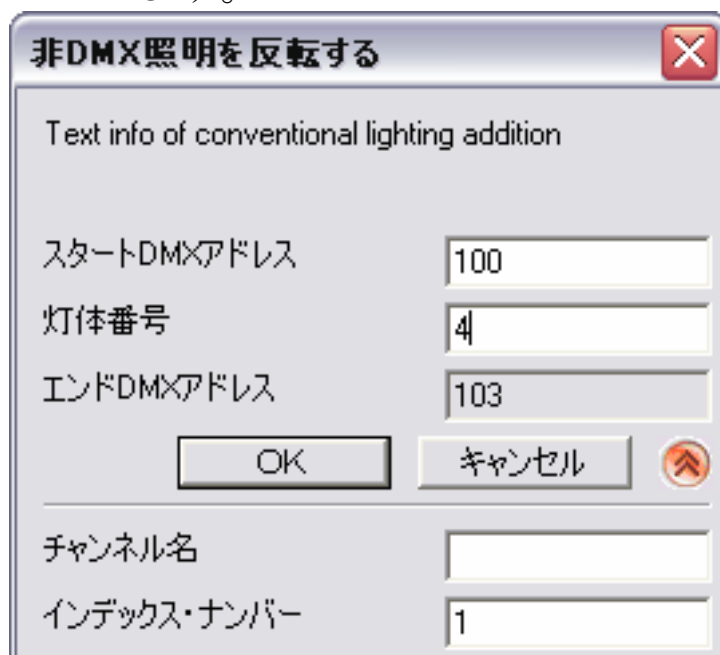 非DMX照明を反転する
Text info of conventional lighting addition
スタートDMXアドレス 100
灯体番号 4
エンドDMXアドレス 103
OK キャンセル
チャンネル名
インデックス・ナンバー 1